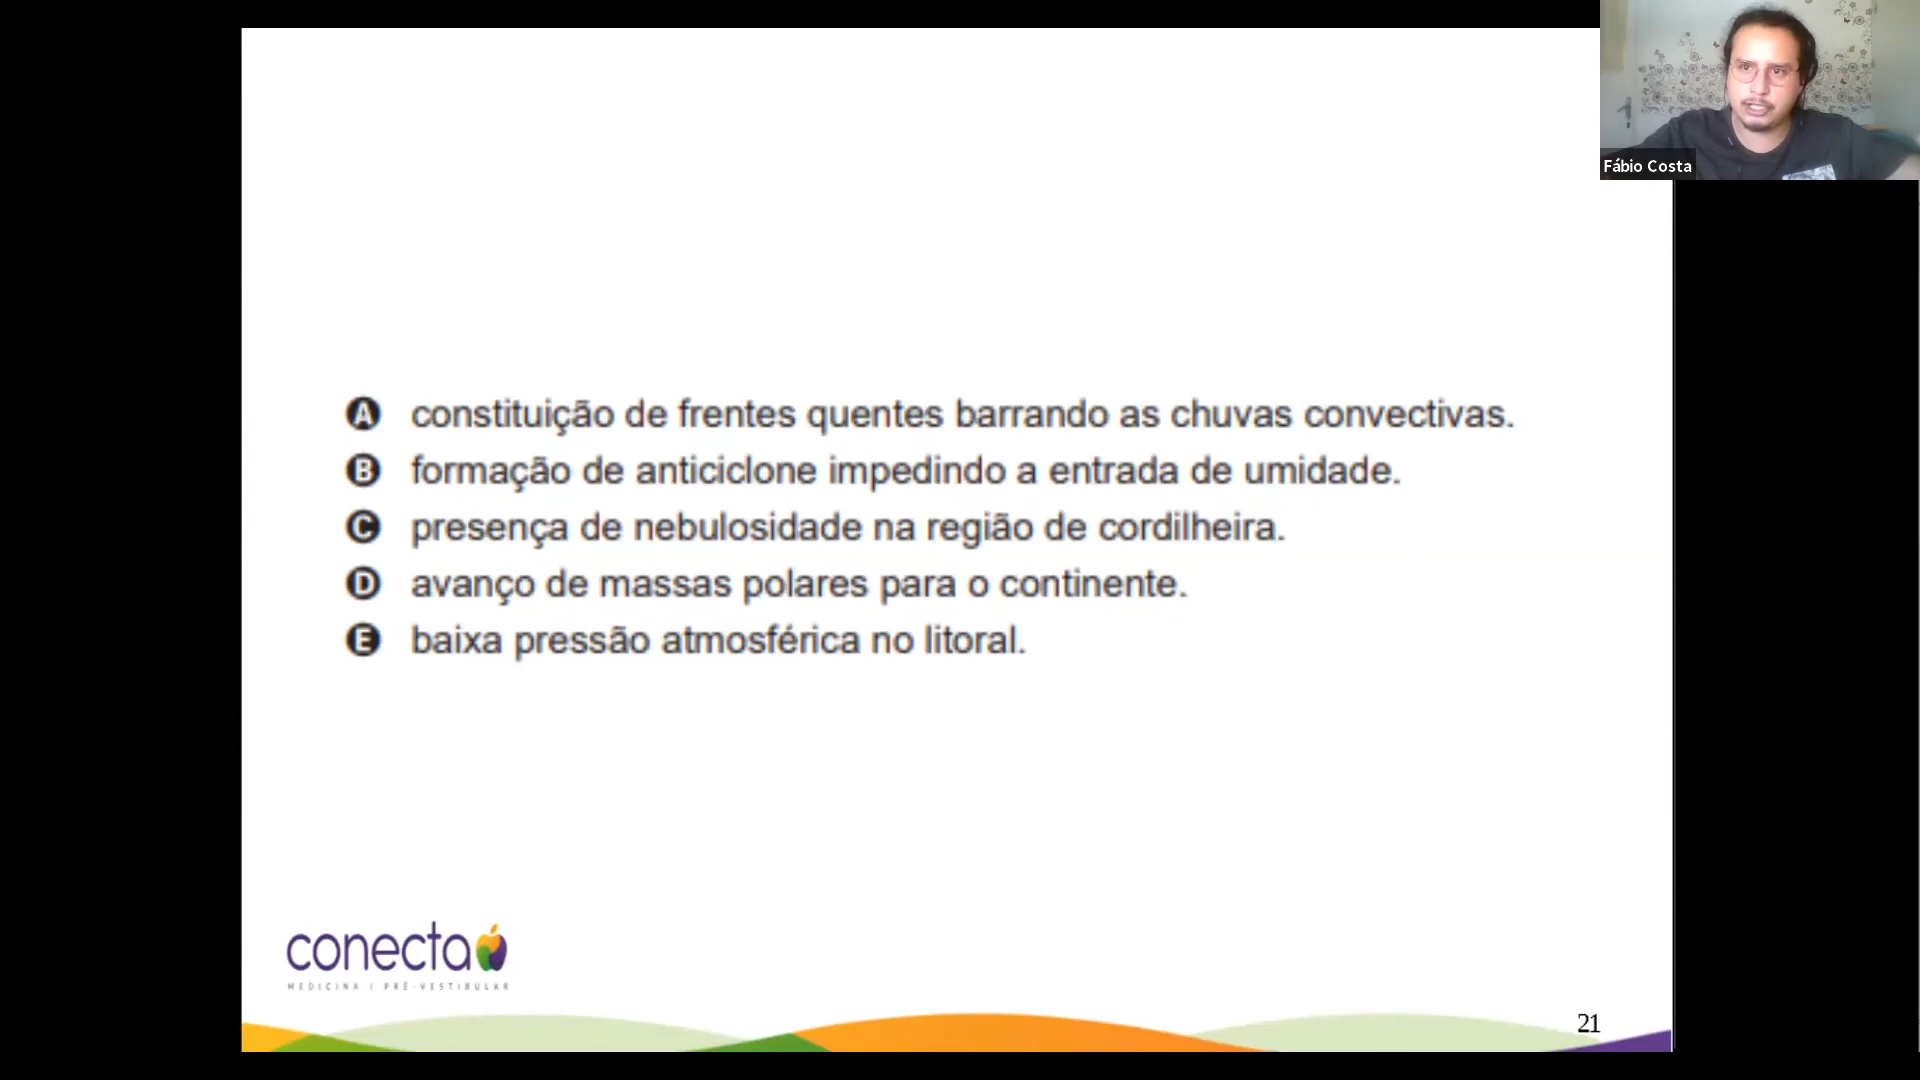 Fábio Costa
A constituição de frentes quentes barrando as chuvas convectivas.
B formação de anticiclone impedindo a entrada de umidade.
C presença de nebulosidade na região de cordilheira.
D avanço de massas polares para o continente.
E baixa pressão atmosférica no litoral.
conecta
MEDICINA | PRÉ-VESTIBULAR
21